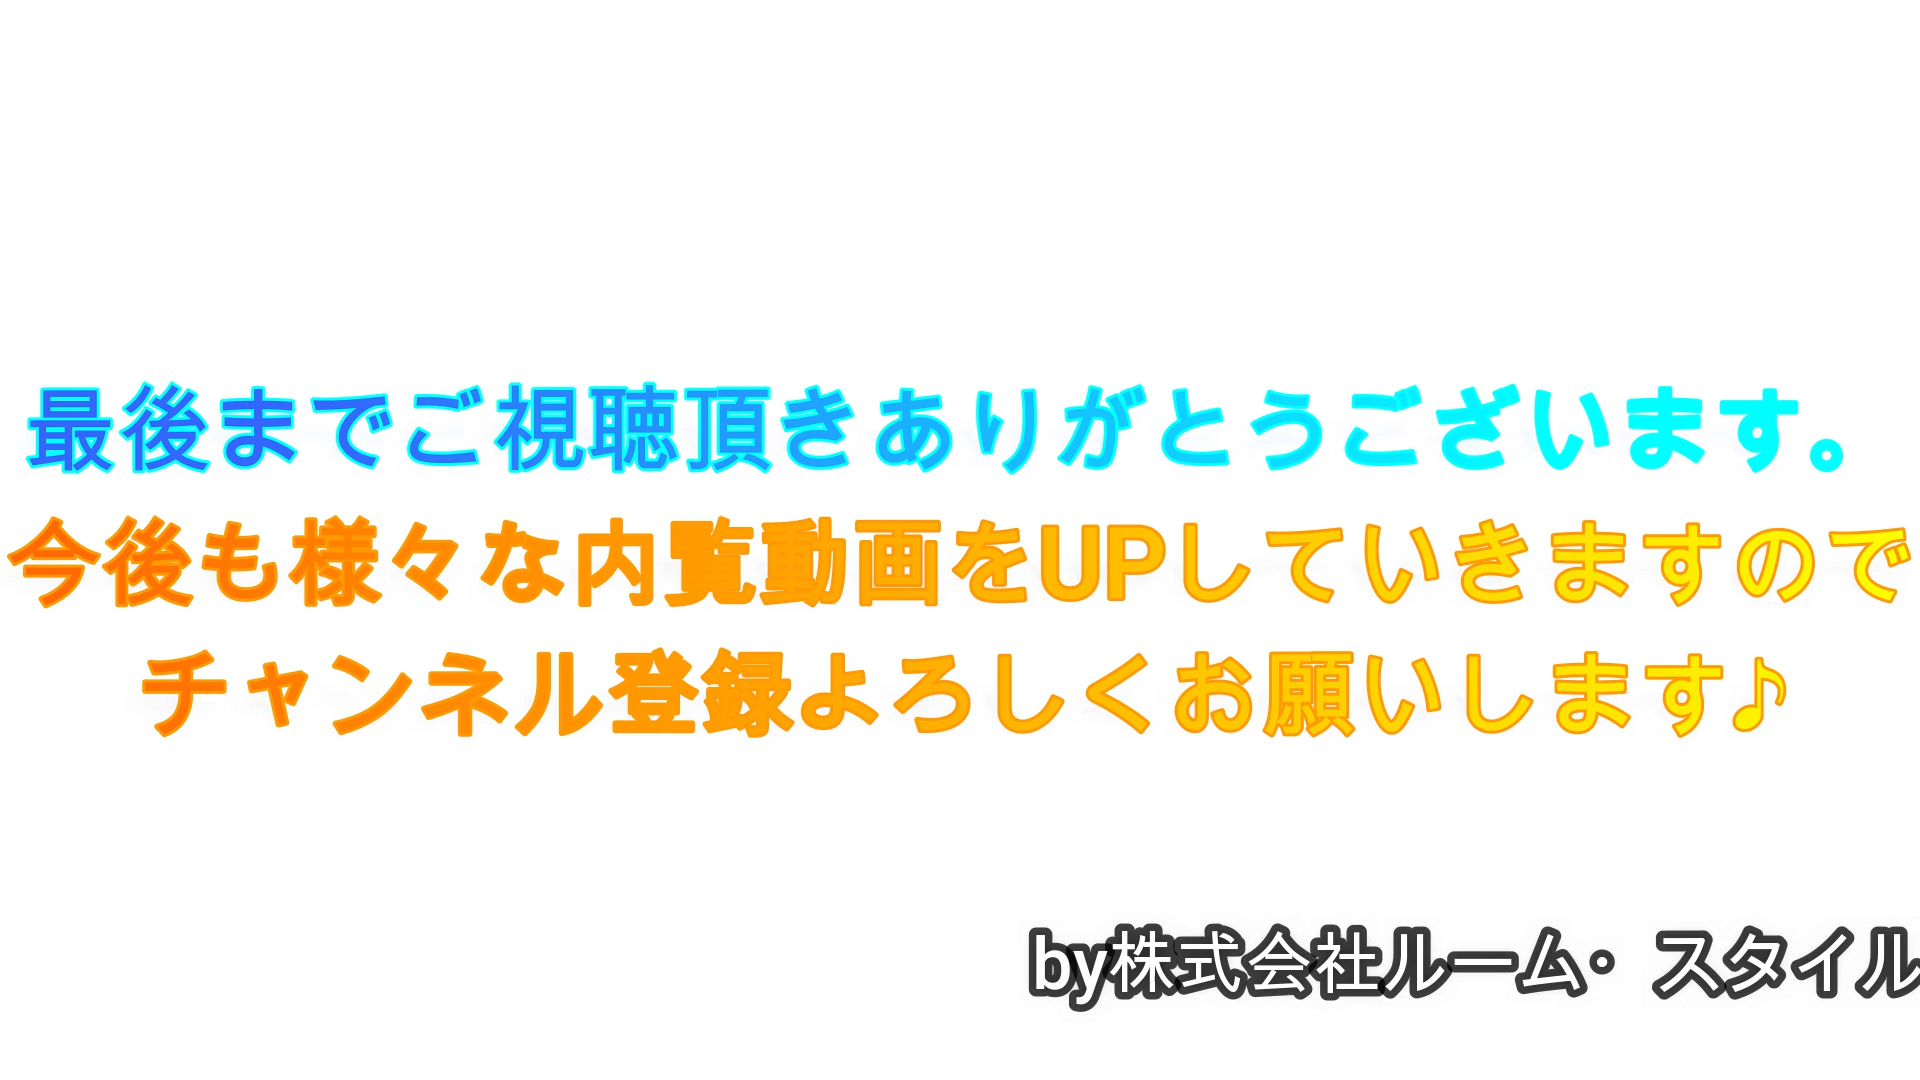 最後までご視聴頂きありがとうございます。
今後も様々な内覧動画をUPしていきますので
チャンネル登録よろしくお願いします♪
by株式会社ルーム・スタイル